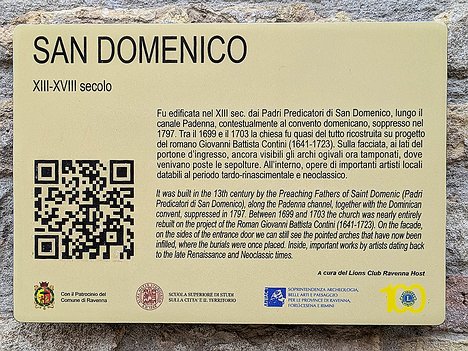 SAN DOMENICO
XIII-XVIII secolo
Fu edificata nel XIII sec. dai Padri Predicatori di San Domenico, lungo il
canale Padenna, contestualmente al convento domenicano, soppresso nel
1797. Tra il 1699 e il 1703 la chiesa fu quasi del tutto ricostruita su progetto
del romano Giovanni Battista Contini (1641-1723). Sulla facciata, ai lati del
portone d'ingresso, ancora visibili gli archi ogivali ora tamponati, dove
venivano poste le sepolture. All'interno, opere di importanti artisti locali
databili al periodo tardo-rinascimentale e neoclassico.
It was built in the 13th century by the Preaching Fathers of Saint Domenic (Padri
Predicatori di San Domenico), along the Padenna channel, together with the Dominican
convent, suppressed in 1797. Between 1699 and 1703 the church was nearly entirely
rebuilt on the project of the Roman Giovanni Battista Contini (1641-1723). On the facade,
on the sides of the entrance door we can still see the pointed arches that have now been
infilled, where the burials were once placed. Inside, important works by artists dating back
to the late Renaissance and Neoclassic times.
A cura del Lions Club Ravenna Host
Con il Patrocinio del
Comune di Ravenna
SCUOLA SUPERIORE DI STUDI
SULLA CITTA' E IL TERRITORIO
SOPRINTENDENZA ARCHEOLOGIA,
BELLE ARTI E PAESAGGIO
PER LE PROVINCE DI RAVENNA,
FORLÌ-CESENA E RIMINI
100